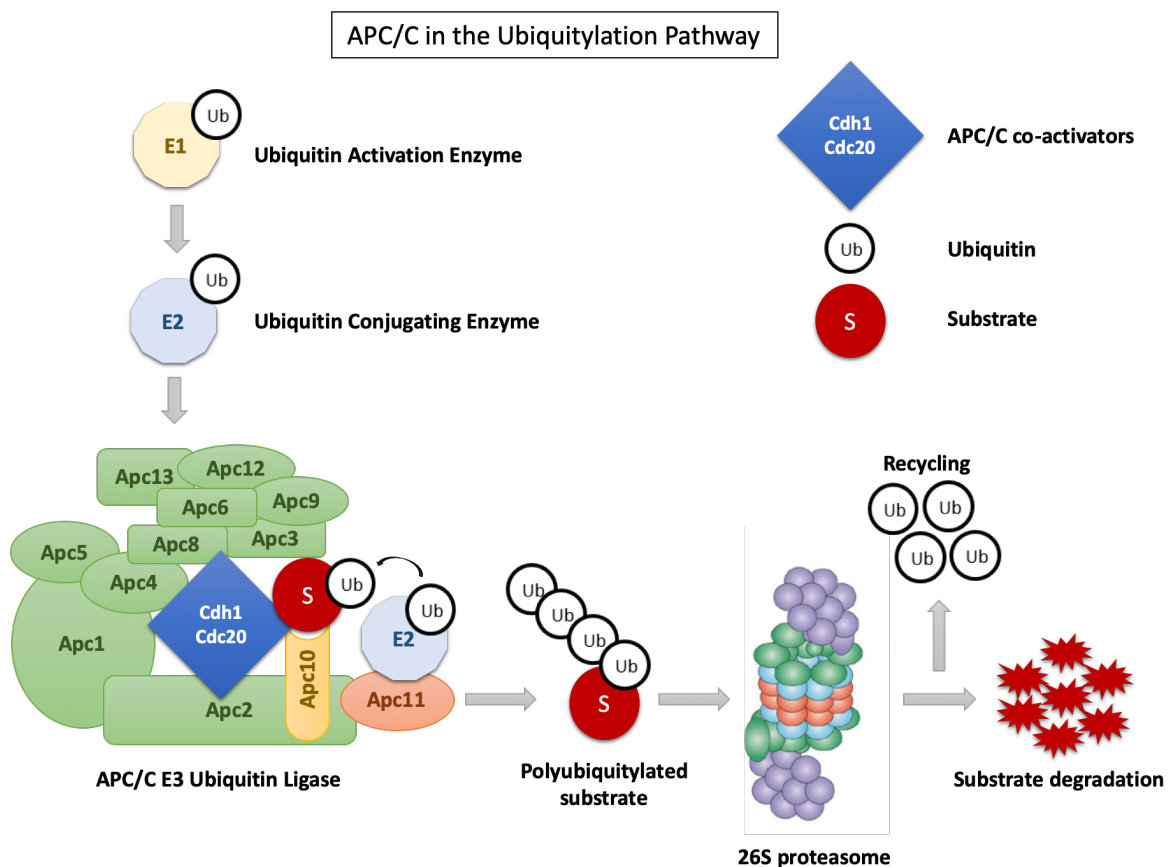 APC/C in the Ubiquitylation Pathway
Ub
E1
Ubiquitin Activation Enzyme
Ub
E2
Ubiquitin Conjugating Enzyme
Cdh1
Cdc20
APC/C co-activators
Ub
Ubiquitin
S
Substrate
Apc13
Apc12
Apc6
Apc9
Apc5
Apc8
Apc3
Apc4
Apc1
Cdh1
Cdc20
S
Ub
Ub
E2
Apc10
Apc2
Apc11
APC/C E3 Ubiquitin Ligase
Ub
Ub
Ub
Ub
S
Polyubiquitylated
substrate
26S proteasome
Recycling
Ub
Ub
Ub
Ub
Substrate degradation